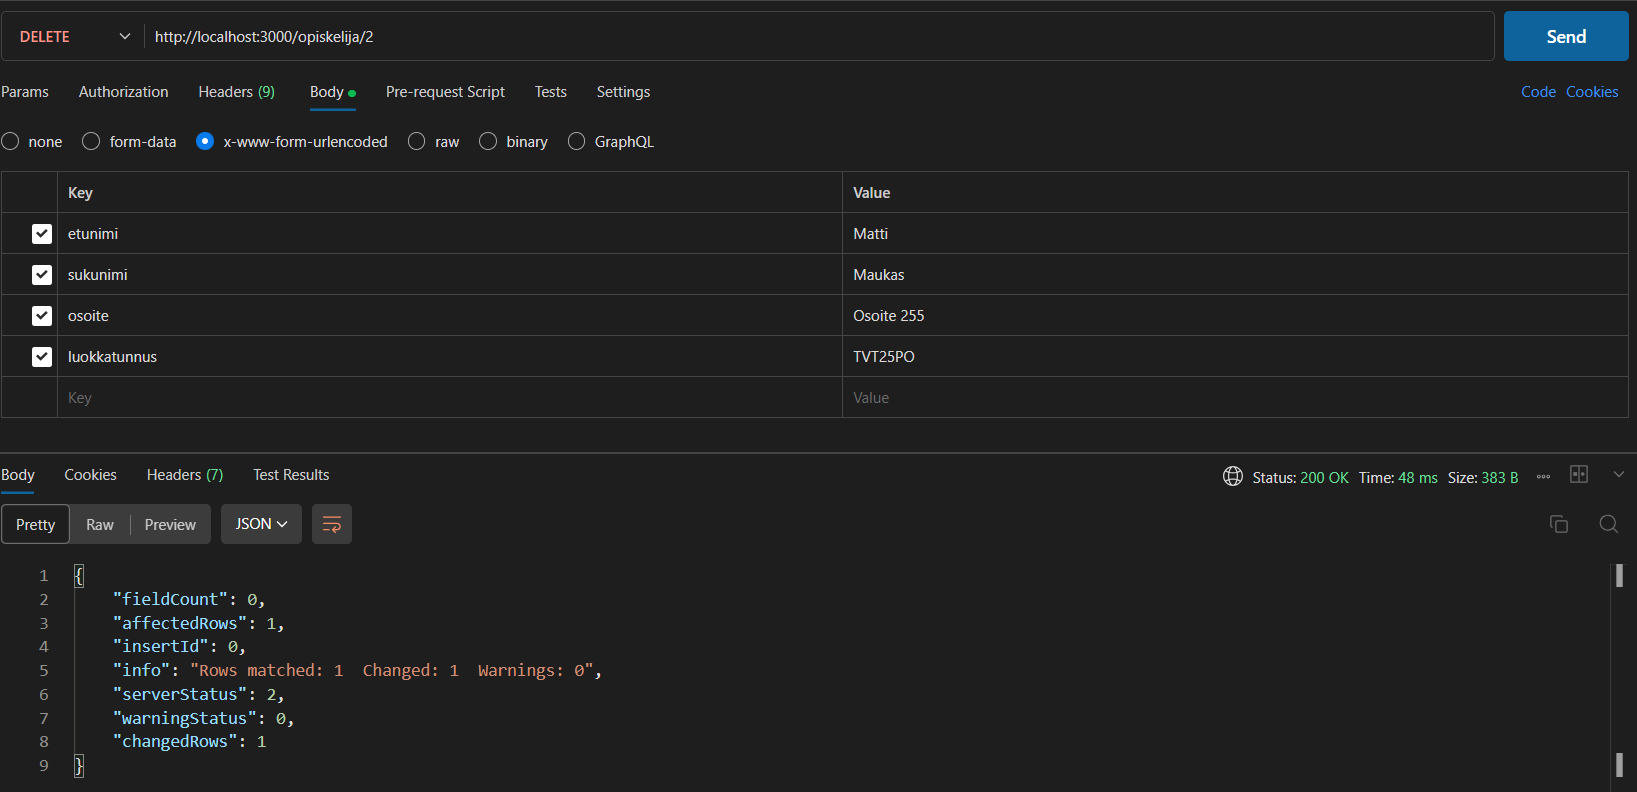 DELETE http://localhost:3000/opiskelija/2 Send
Params Authorization Headers (9) Body Pre-request Script Tests Settings Code Cookies
none form-data x-www-form-urlencoded raw binary GraphQL
Key Value
etunimi Matti
sukunimi Maukas
osoite Osoite 255
luokkatunnus TVT25PO
Key Value
Body Cookies Headers (7) Test Results Status: 200 OK Time: 48 ms Size: 383 B
Pretty Raw Preview JSON
1 {
2 "fieldCount": 0,
3 "affectedRows": 1,
4 "insertId": 0,
5 "info": "Rows matched: 1  Changed: 1  Warnings: 0",
6 "serverStatus": 2,
7 "warningStatus": 0,
8 "changedRows": 1
9 }